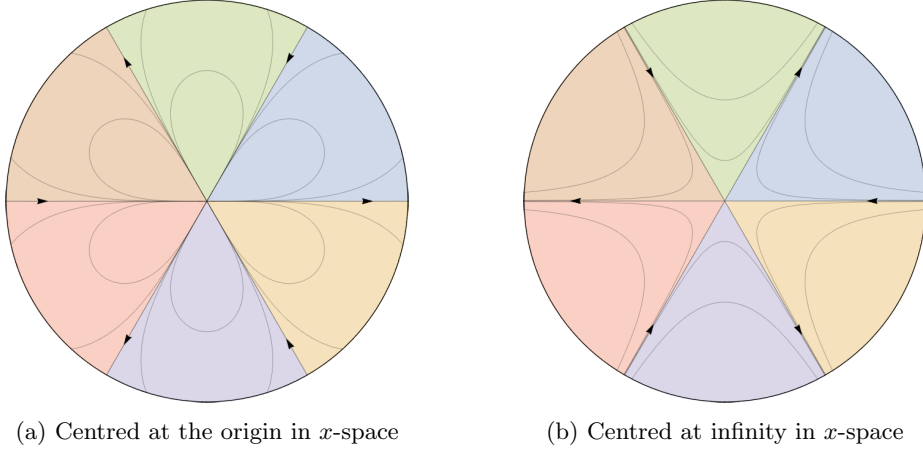 (a) Centred at the origin in x-space
(b) Centred at infinity in x-space